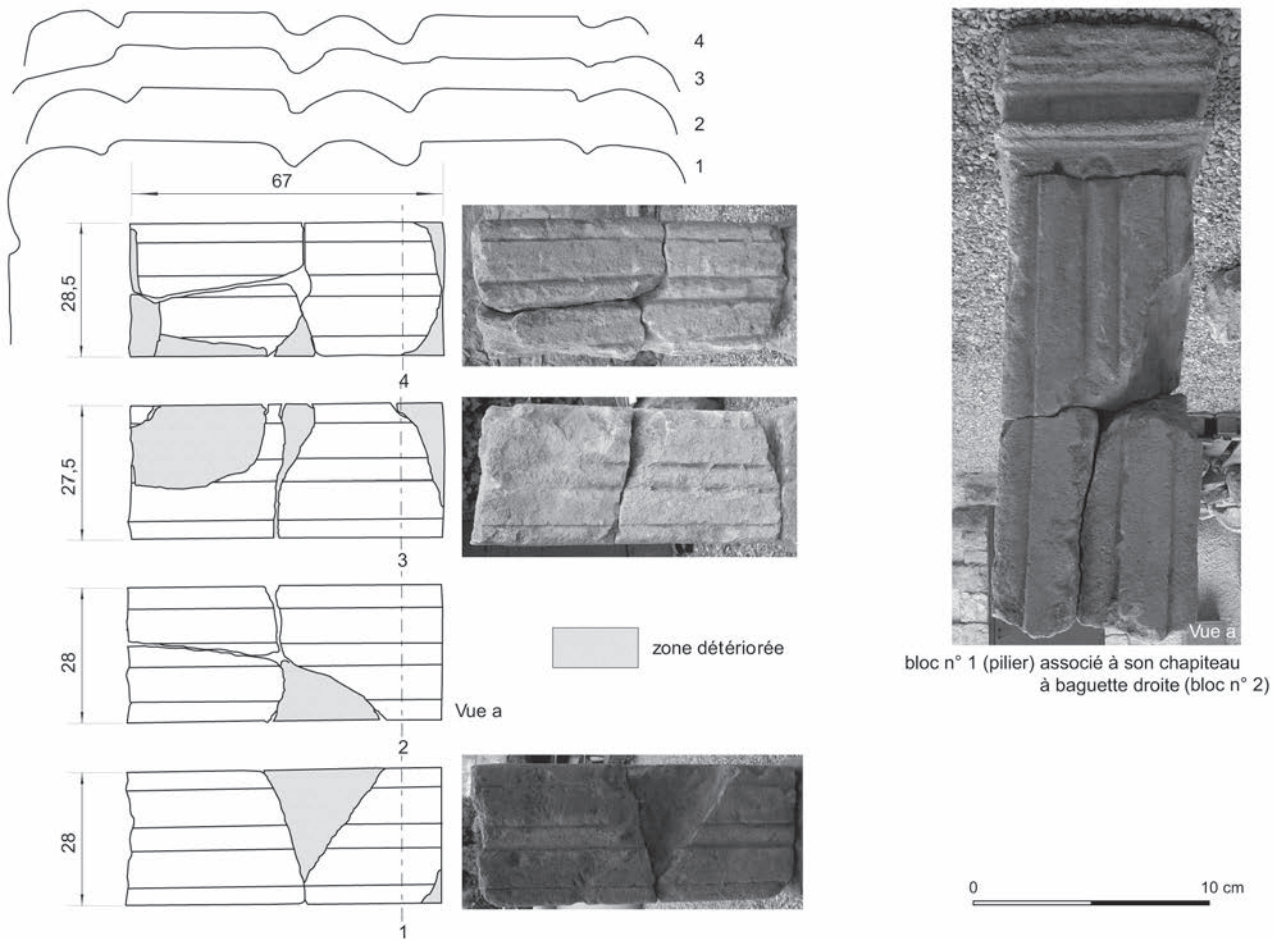 4
3
2
1
67
28,5
4
27,5
3
28
Vue a
2
28
1
zone détériorée
Vue a
bloc n° 1 (pilier) associé à son chapiteau
à baguette droite (bloc n° 2)
0
10 cm